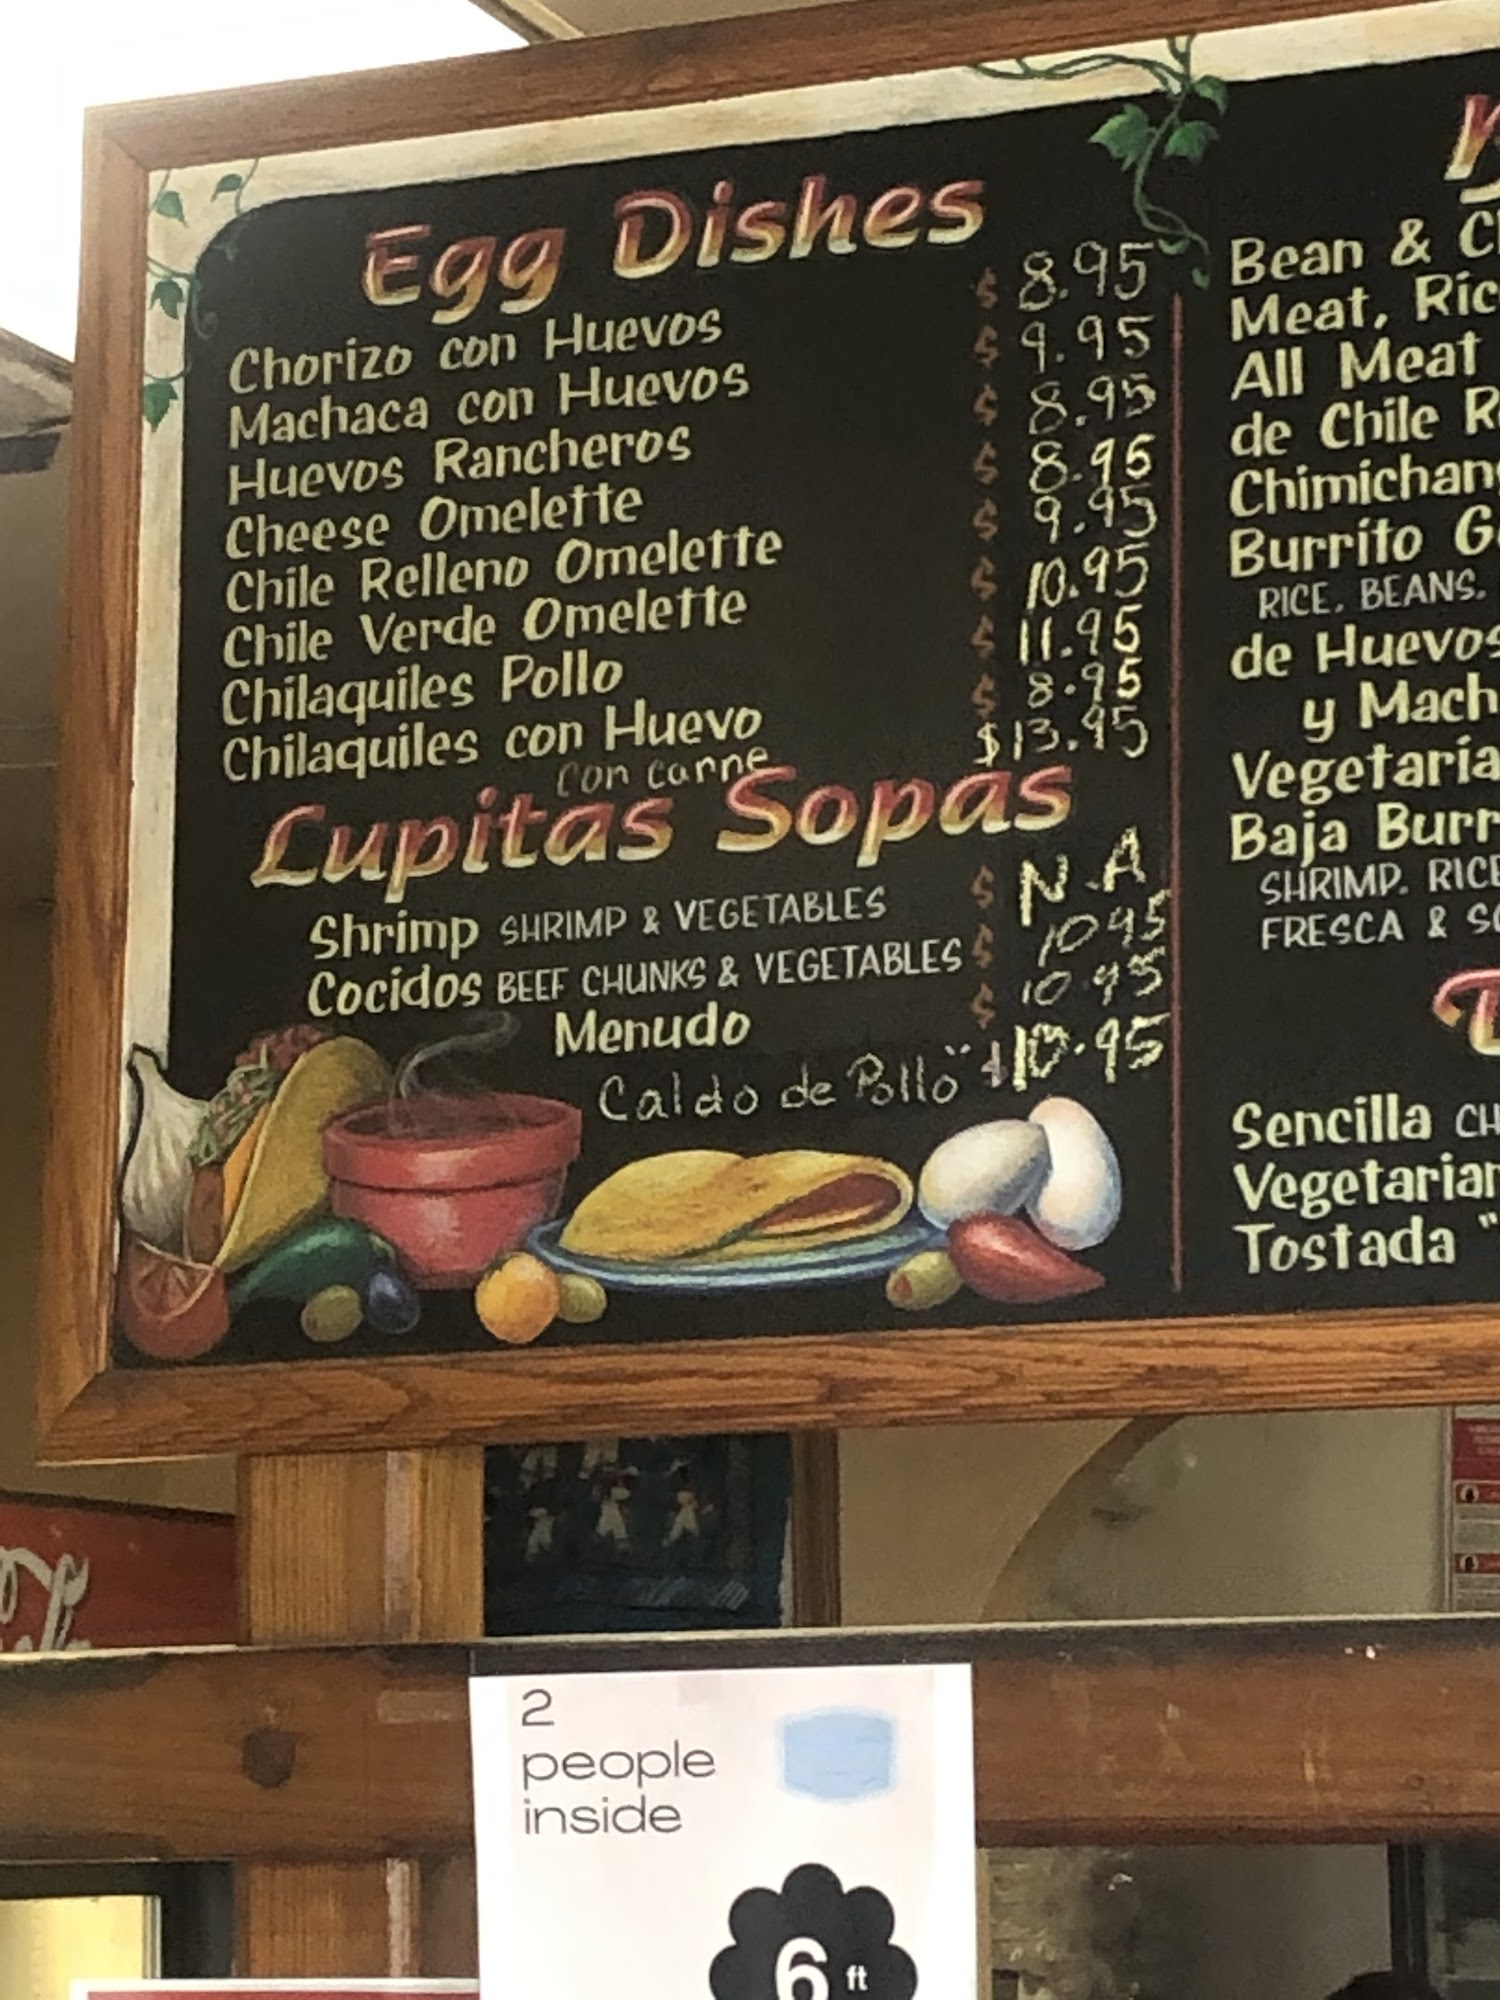 Egg Dishes
Chorizo con Huevos $ 8.95
Machaca con Huevos $ 9.95
Huevos Rancheros $ 8.95
Cheese Omelette $ 8.95
Chile Relleno Omelette $ 9.95
Chile Verde Omelette $ 10.95
Chilaquiles Pollo $ 11.95
Chilaquiles con Huevo $ 8.95
con carne $13.95
Lupitas Sopas
Shrimp SHRIMP & VEGETABLES $ N.A
Cocidos BEEF CHUNKS & VEGETABLES $ 10 95
Menudo $ 10.95
Caldo de Pollo $10.95
Bean &
Meat, Ric
All Meat
de Chile R
Chimichan
Burrito G
RICE, BEANS,
de Huevos
y Mach
Vegetaria
Baja Burr
SHRIMP, RICE
FRESCA & S
Sencilla CH
Vegetarian
Tostada "
2
people
inside
6 ft